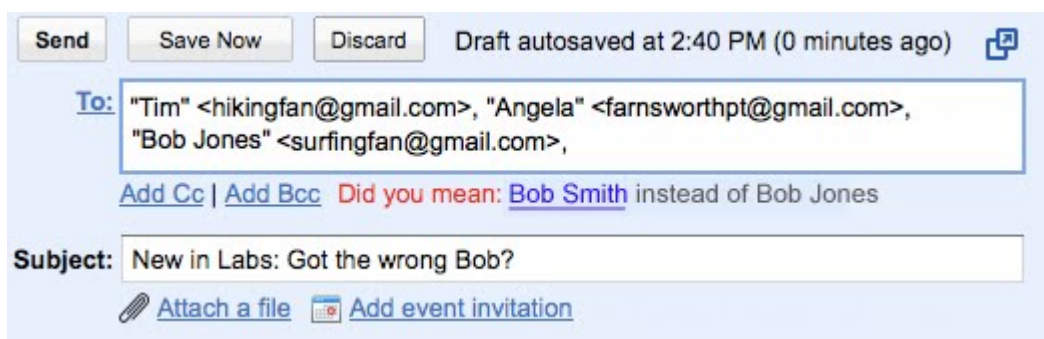 Send Save Now Discard Draft autosaved at 2:40 PM (0 minutes ago)
To: "Tim" <hikingfan@gmail.com>, "Angela" <farnsworthpt@gmail.com>,
"Bob Jones" <surfingfan@gmail.com>,
Add Cc | Add Bcc Did you mean: Bob Smith instead of Bob Jones
Subject: New in Labs: Got the wrong Bob?
Attach a file Add event invitation